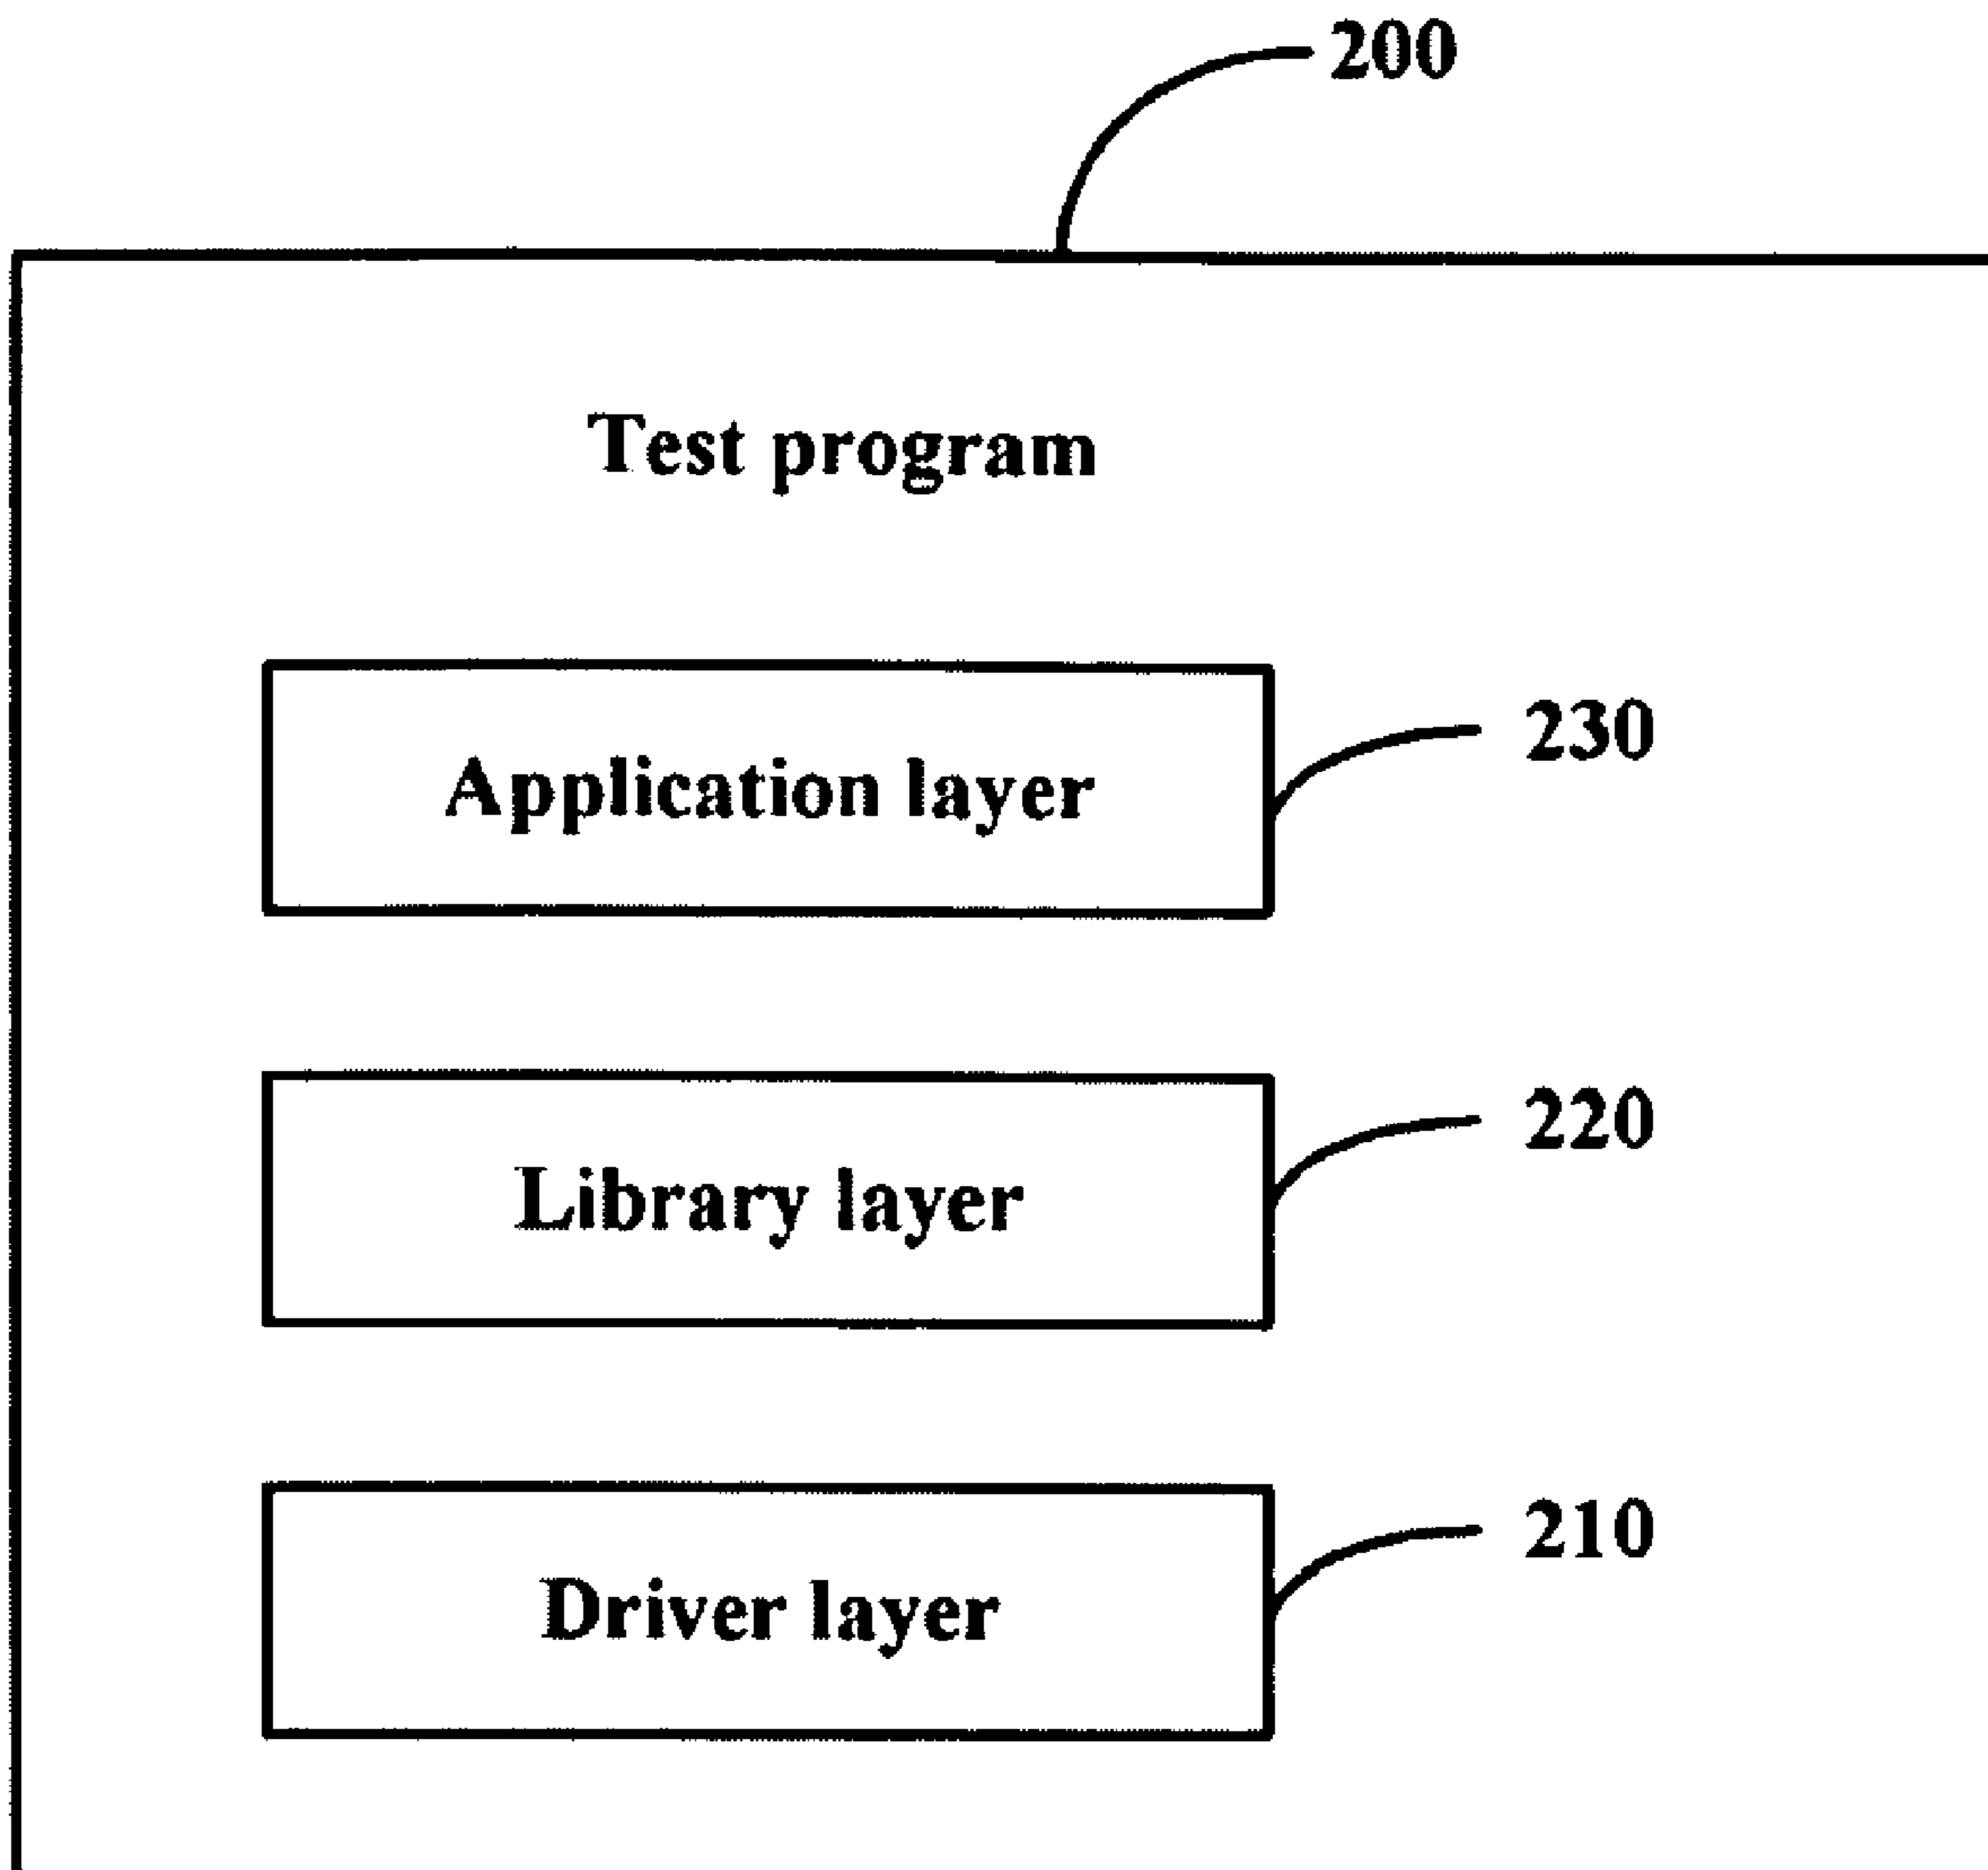 200
Test program
Application layer
230
Library layer
220
Driver layer
210